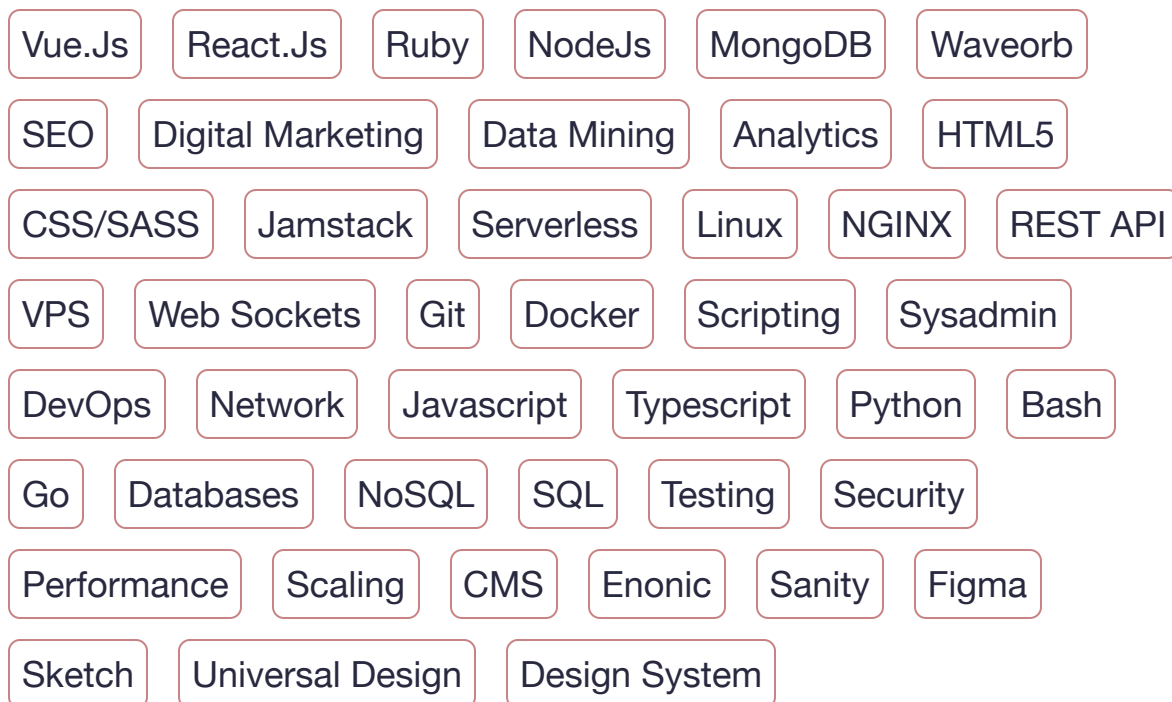 Vue.Js React.Js Ruby NodeJs MongoDB Waveorb
SEO Digital Marketing Data Mining Analytics HTML5
CSS/SASS Jamstack Serverless Linux NGINX REST API
VPS Web Sockets Git Docker Scripting Sysadmin
DevOps Network Javascript Typescript Python Bash
Go Databases NoSQL SQL Testing Security
Performance Scaling CMS Enonic Sanity Figma
Sketch Universal Design Design System